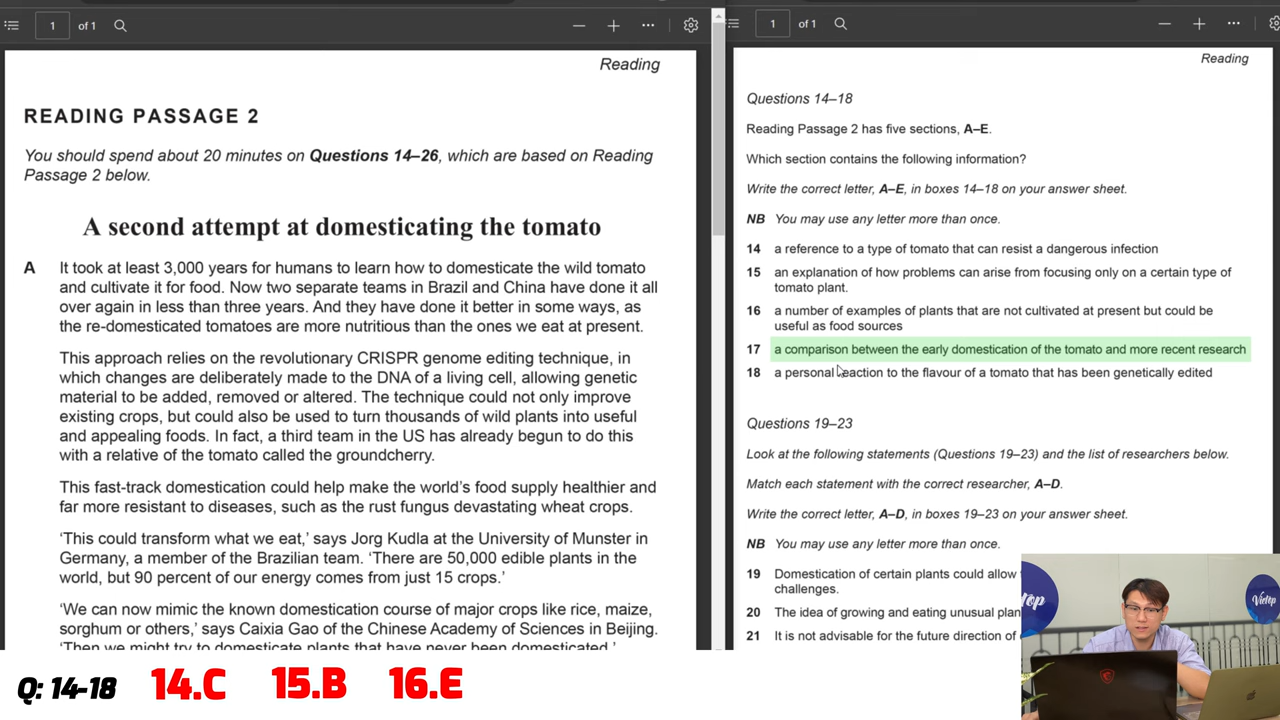 1 of 1
Reading
READING PASSAGE 2
You should spend about 20 minutes on Questions 14–26, which are based on Reading
Passage 2 below.
A second attempt at domesticating the tomato
A It took at least 3,000 years for humans to learn how to domesticate the wild tomato
and cultivate it for food. Now two separate teams in Brazil and China have done it all
over again in less than three years. And they have done it better in some ways, as
the re-domesticated tomatoes are more nutritious than the ones we eat at present.
This approach relies on the revolutionary CRISPR genome editing technique, in
which changes are deliberately made to the DNA of a living cell, allowing genetic
material to be added, removed or altered. The technique could not only improve
existing crops, but could also be used to turn thousands of wild plants into useful
and appealing foods. In fact, a third team in the US has already begun to do this
with a relative of the tomato called the groundcherry.
This fast-track domestication could help make the world's food supply healthier and
far more resistant to diseases, such as the rust fungus devastating wheat crops.
'This could transform what we eat,' says Jorg Kudla at the University of Munster in
Germany, a member of the Brazilian team. 'There are 50,000 edible plants in the
world, but 90 percent of our energy comes from just 15 crops.'
'We can now mimic the known domestication course of major crops like rice, maize,
sorghum or others,' says Caixia Gao of the Chinese Academy of Sciences in Beijing.
'Then we might try to domesticate plants that have never been domesticated.'
1 of 1
Reading
Questions 14–18
Reading Passage 2 has five sections, A–E.
Which section contains the following information?
Write the correct letter, A–E, in boxes 14–18 on your answer sheet.
NB You may use any letter more than once.
14 a reference to a type of tomato that can resist a dangerous infection
15 an explanation of how problems can arise from focusing only on a certain type of
tomato plant.
16 a number of examples of plants that are not cultivated at present but could be
useful as food sources
17 a comparison between the early domestication of the tomato and more recent research
18 a personal reaction to the flavour of a tomato that has been genetically edited
Questions 19–23
Look at the following statements (Questions 19–23) and the list of researchers below.
Match each statement with the correct researcher, A–D.
Write the correct letter, A–D, in boxes 19–23 on your answer sheet.
NB You may use any letter more than once.
19 Domestication of certain plants could allow
challenges.
20 The idea of growing and eating unusual plan
21 It is not advisable for the future direction of
VieTop
Q: 14-18 14.C 15.B 16.E